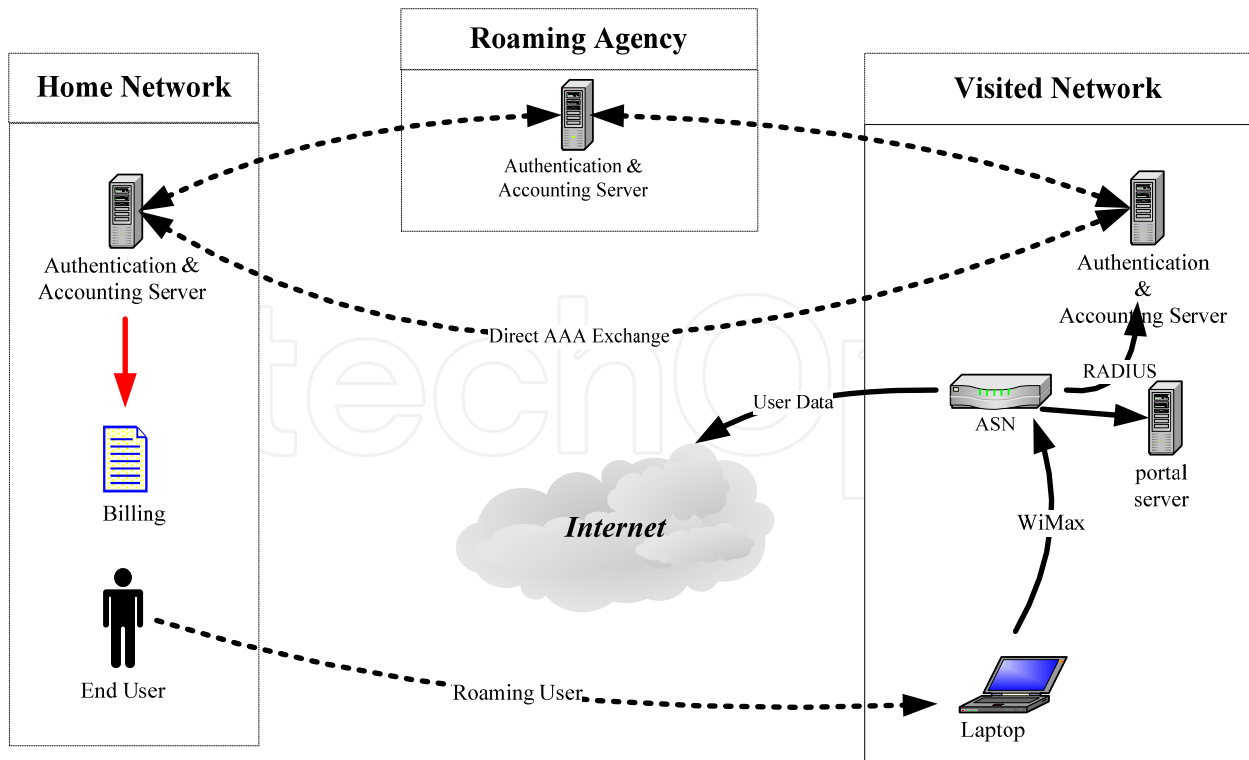 Roaming Agency
Home Network
Visited Network
Authentication &
Accounting Server
Authentication &
Accounting Server
Authentication
&
Accounting Server
Direct AAA Exchange
RADIUS
User Data
ASN
portal
server
Billing
Internet
WiMax
End User
Roaming User
Laptop